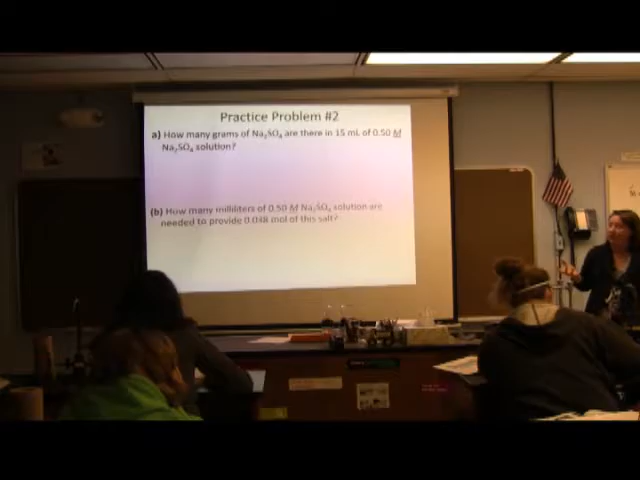 Practice Problem #2
a) How many grams of Na₂SO₄ are there in 15 mL of 0.50 M
Na₂SO₄ solution?
(b) How many milliliters of 0.50 M Na₂SO₄ solution are
needed to provide 0.038 mol of this salt?